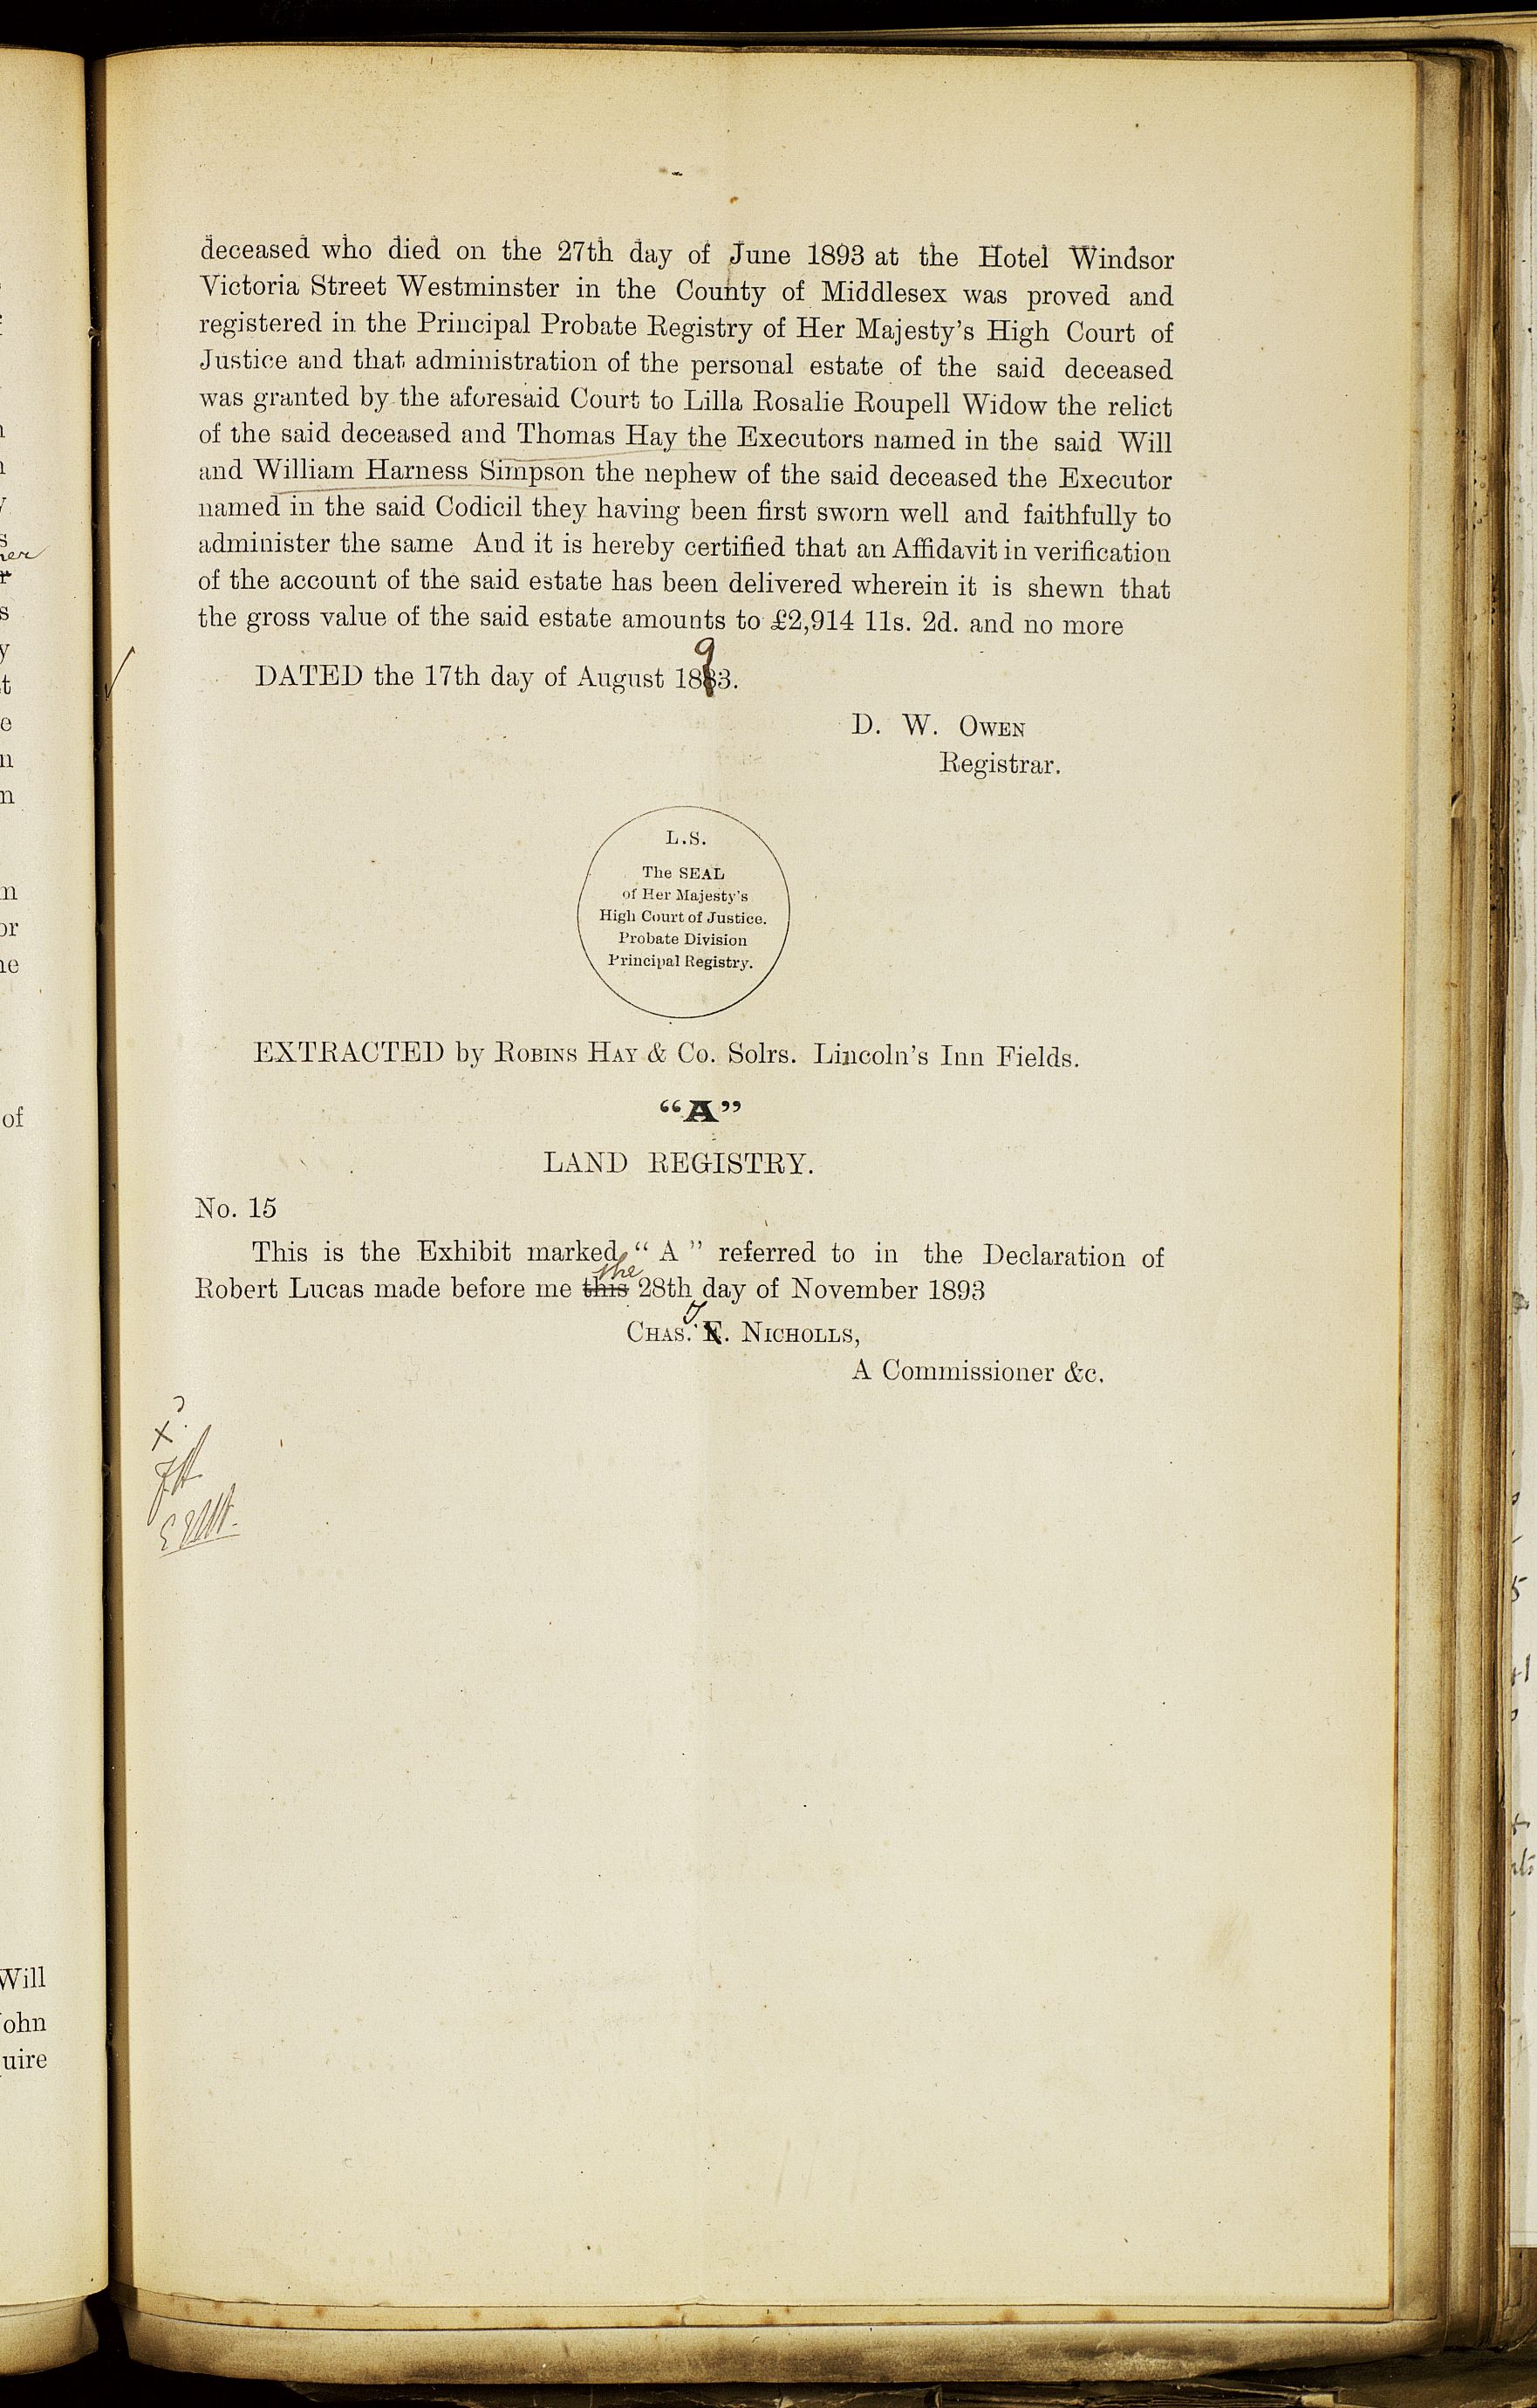 deceased who died on the 27th day of June 1893 at the Hotel Windsor
Victoria Street Westminster in the County of Middlesex was proved and
registered in the Principal Probate Registry of Her Majesty's High Court of
Justice and that administration of the personal estate of the said deceased
was granted by the aforesaid Court to Lilla Rosalie Roupell Widow the relict
of the said deceased and Thomas Hay the Executors named in the said Will
and William Harness Simpson the nephew of the said deceased the Executor
named in the said Codicil they having been first sworn well and faithfully to
administer the same And it is hereby certified that an Affidavit in verification
of the account of the said estate has been delivered wherein it is shewn that
the gross value of the said estate amounts to £2,914 11s. 2d. and no more
9
DATED the 17th day of August 1883.
D. W. OWEN
Registrar.
L.S.
The SEAL
of Her Majesty's
High Court of Justice.
Probate Division
Principal Registry.
EXTRACTED by ROBINS HAY & Co. Solrs. Lincoln's Inn Fields.
"A"
LAND REGISTRY.
No. 15
This is the Exhibit marked "A" referred to in the Declaration of
the
Robert Lucas made before me this 28th day of November 1893
CHAS. F. NICHOLLS,
A Commissioner &c.
her
of
Will